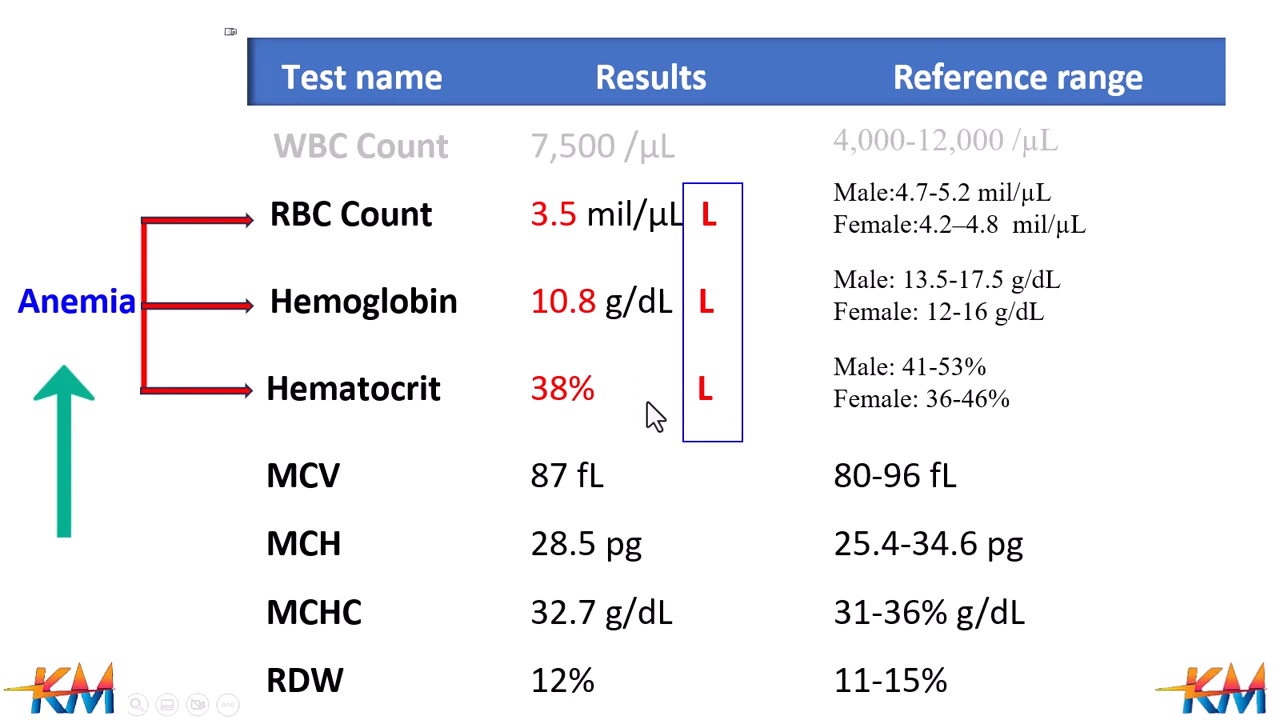 Test name Results Reference range
WBC Count 7,500 /µL 4,000-12,000 /µL
Male:4.7-5.2 mil/µL
RBC Count 3.5 mil/µL L
Female:4.2–4.8 mil/µL
Male: 13.5-17.5 g/dL
Anemia Hemoglobin 10.8 g/dL L
Female: 12-16 g/dL
Male: 41-53%
Hematocrit 38% L
Female: 36-46%
MCV 87 fL 80-96 fL
MCH 28.5 pg 25.4-34.6 pg
MCHC 32.7 g/dL 31-36% g/dL
RDW 12% 11-15%
KM KM